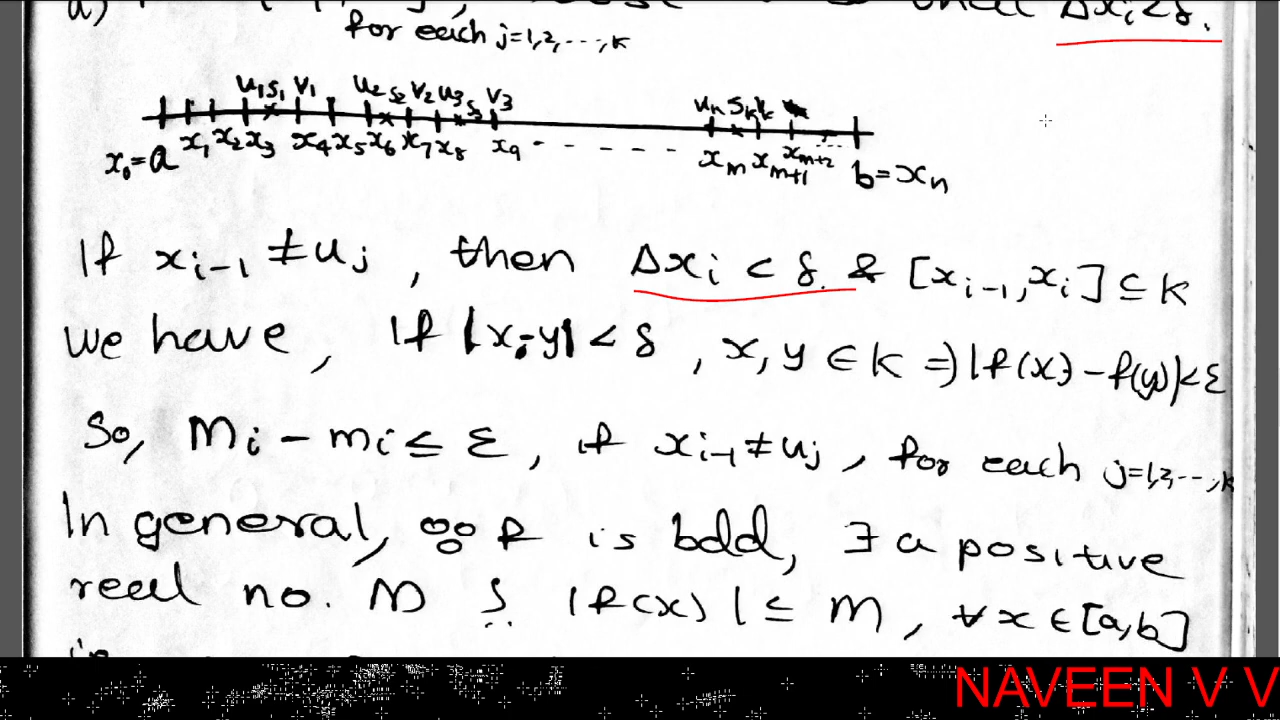 Δxᵢ<δ.
for each j=1,2,...,k
u₁ s₁ v₁ u₂ s₂ v₂ u₃ s₃ v₃
x₀=a x₁ x₂ x₃ x₄ x₅ x₆ x₇ x₈ x₉ - - - - - xₘ xₘ₊₁ xₘ₊₂ b=xₙ
If xᵢ₋₁ ≠ uⱼ, then Δxᵢ < δ. & [xᵢ₋₁, xᵢ] ⊆ K
we have, If |x-y| < δ, x, y ∈ K ⇒ |f(x) - f(y)| < ε
So, Mᵢ - mᵢ ≤ ε, if xᵢ₋₁ ≠ uⱼ, for each j=1,2,...,k
In general, ∵ f is bdd, ∃ a positive
real no. M ∋ |f(x)| ≤ M, ∀ x ∈ [a,b]
NAVEEN V V